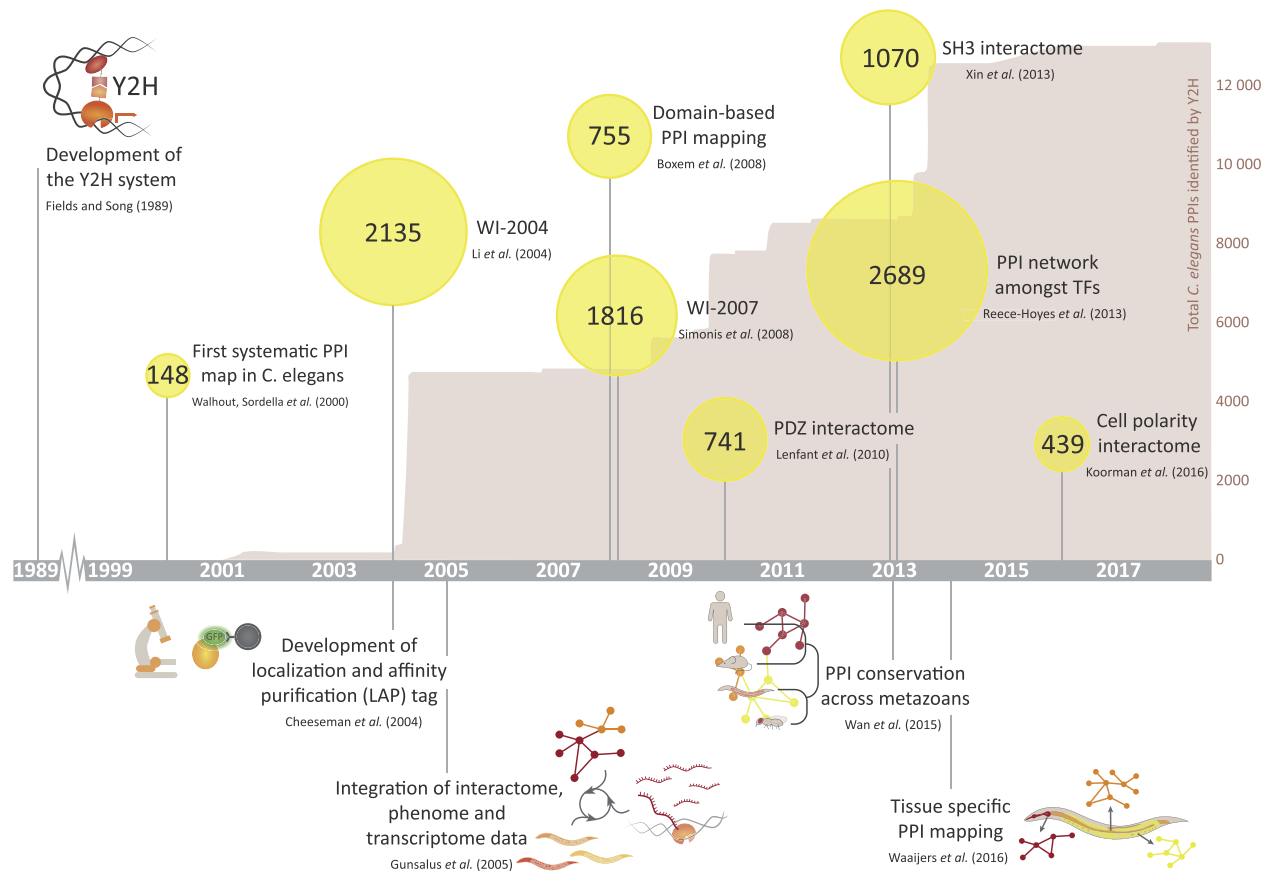 Y2H
Development of
the Y2H system
Fields and Song (1989)
148
First systematic PPI
map in C. elegans
Walhout, Sordella et al. (2000)
2135
WI-2004
Li et al. (2004)
755
Domain-based
PPI mapping
Boxem et al. (2008)
1816
WI-2007
Simonis et al. (2008)
741
PDZ interactome
Lenfant et al. (2010)
1070
SH3 interactome
Xin et al. (2013)
2689
PPI network
amongst TFs
Reece-Hoyes et al. (2013)
439
Cell polarity
interactome
Koorman et al. (2016)
Total C. elegans PPIs identified by Y2H
12 000
10 000
8000
6000
4000
2000
0
1989 1999 2001 2003 2005 2007 2009 2011 2013 2015 2017
GFP
Development of
localization and affinity
purification (LAP) tag
Cheeseman et al. (2004)
Integration of interactome,
phenome and
transcriptome data
Gunsalus et al. (2005)
PPI conservation
across metazoans
Wan et al. (2015)
Tissue specific
PPI mapping
Waaijers et al. (2016)